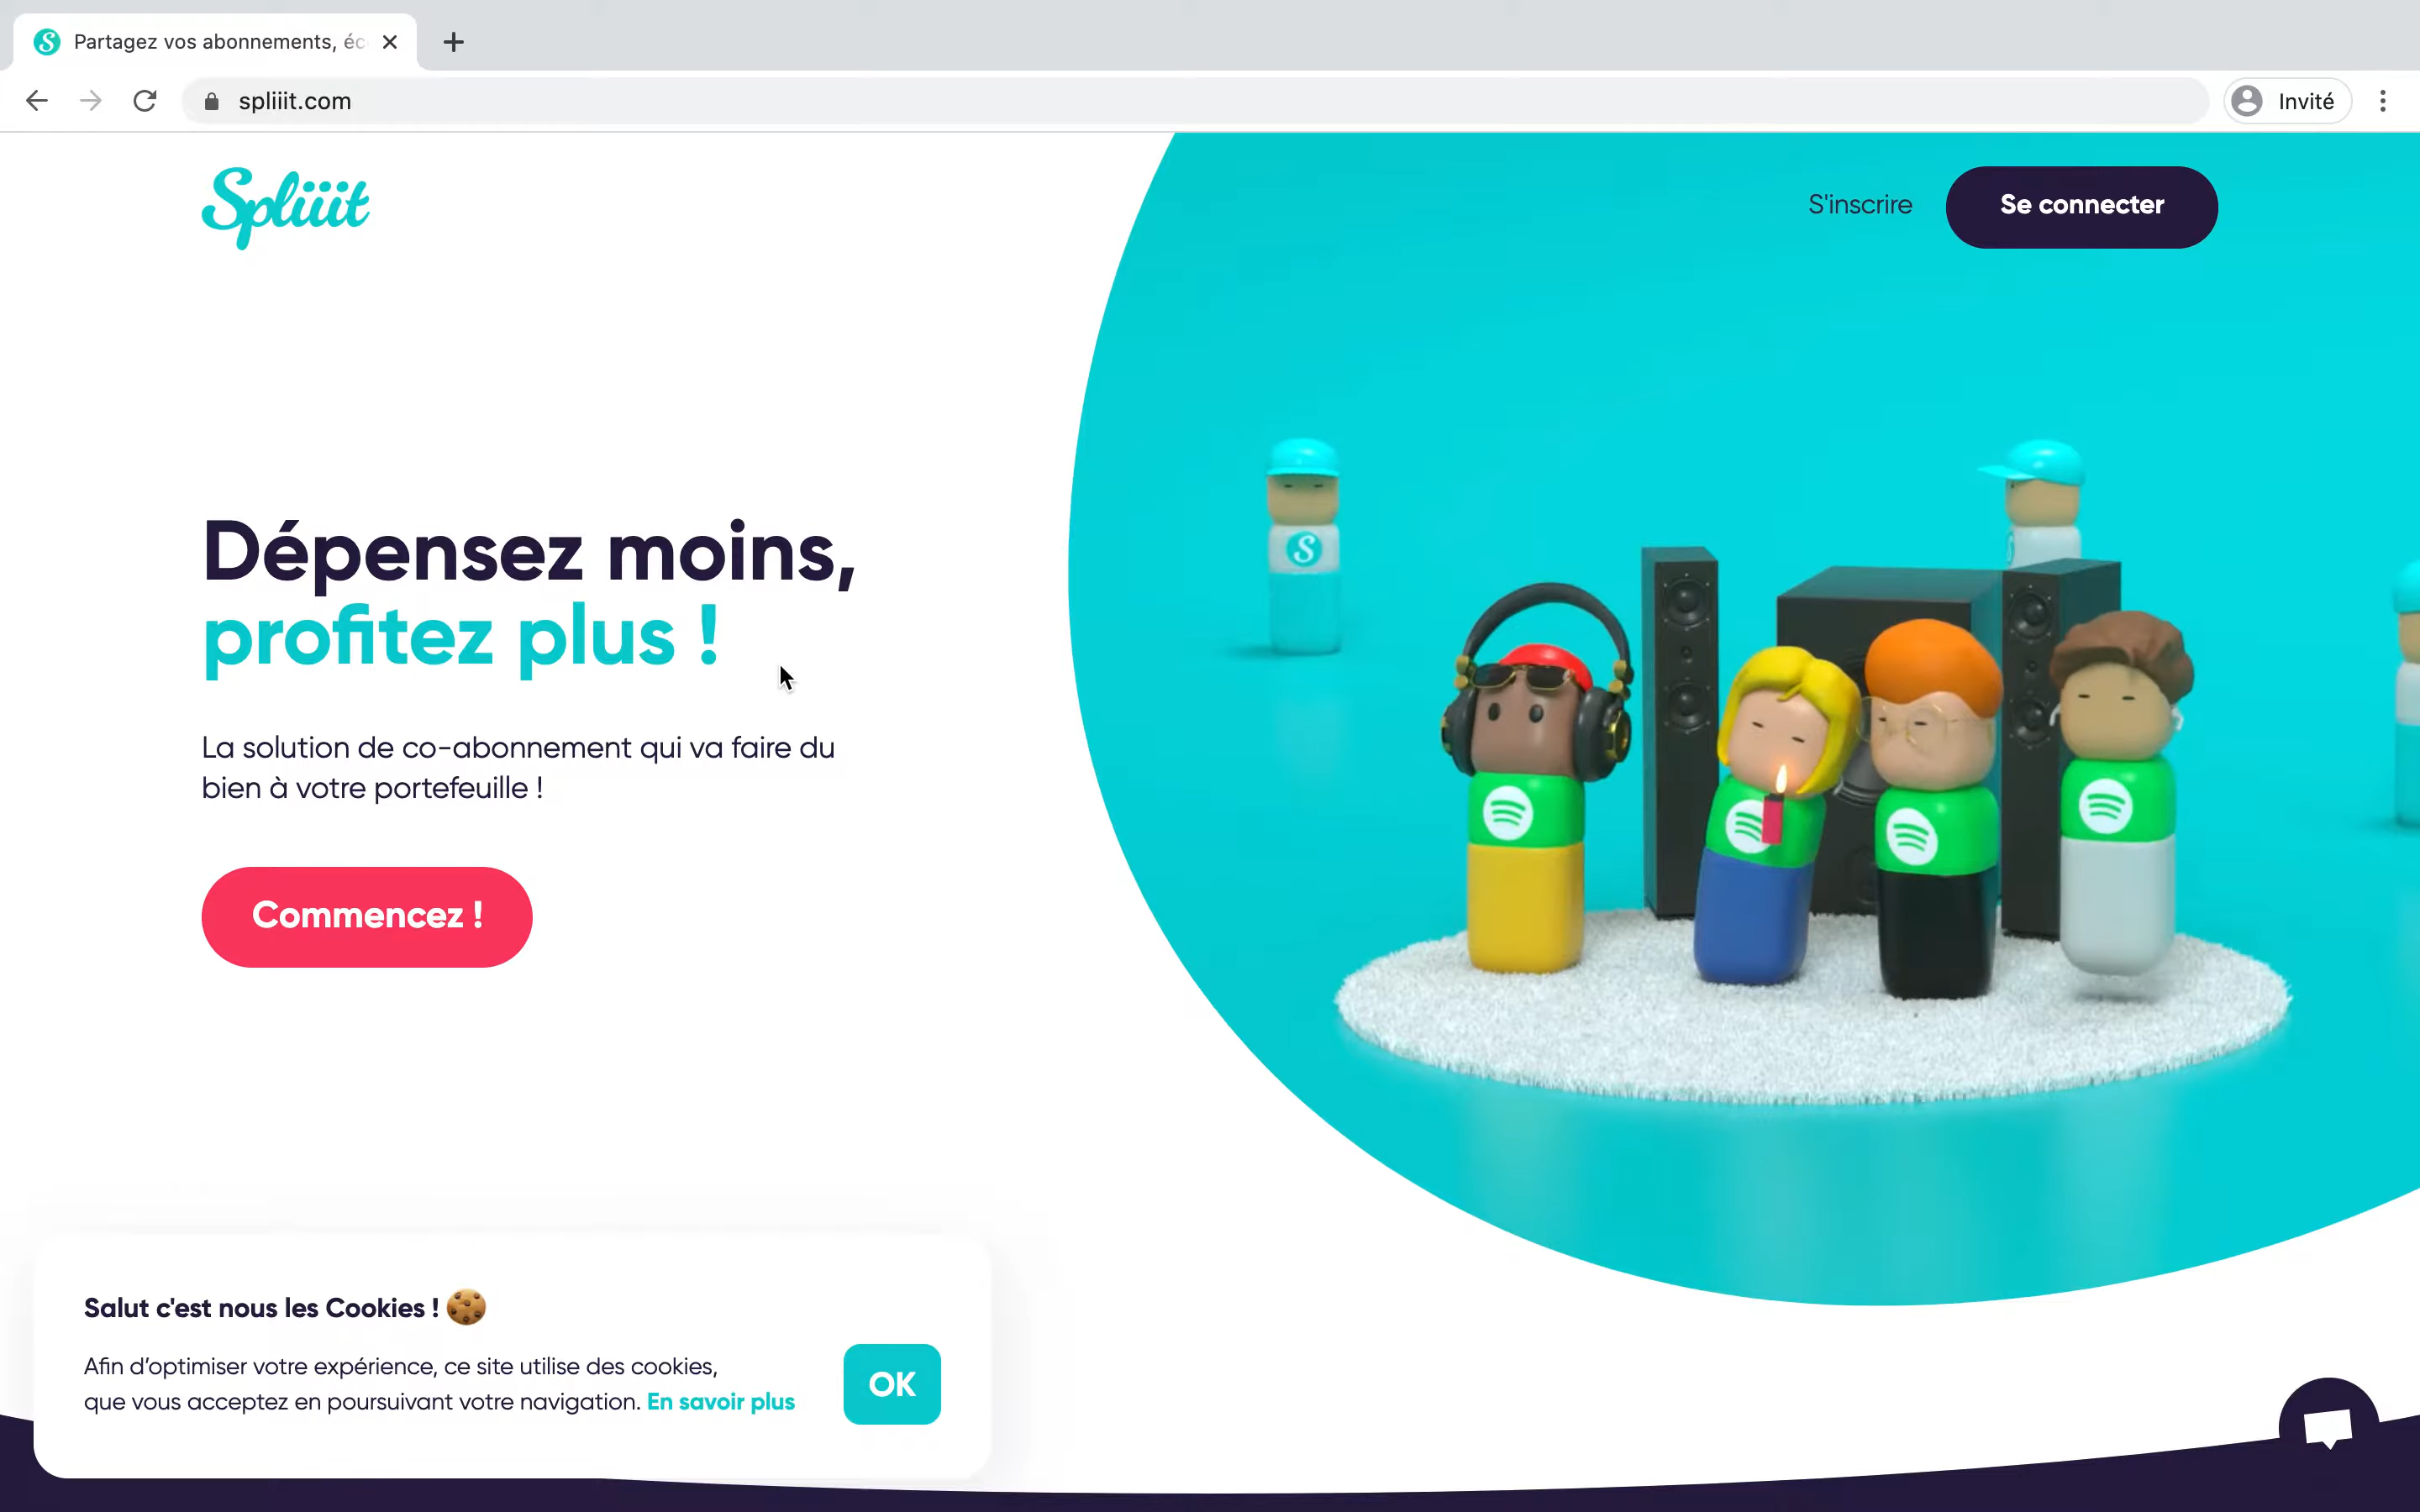 Partagez vos abonnements, éc
spliiit.com
Invité
Spliiit
S'inscrire
Se connecter
Dépensez moins,
profitez plus !
La solution de co-abonnement qui va faire du
bien à votre portefeuille !
Commencez !
Salut c'est nous les Cookies !
Afin d’optimiser votre expérience, ce site utilise des cookies,
que vous acceptez en poursuivant votre navigation. En savoir plus
OK